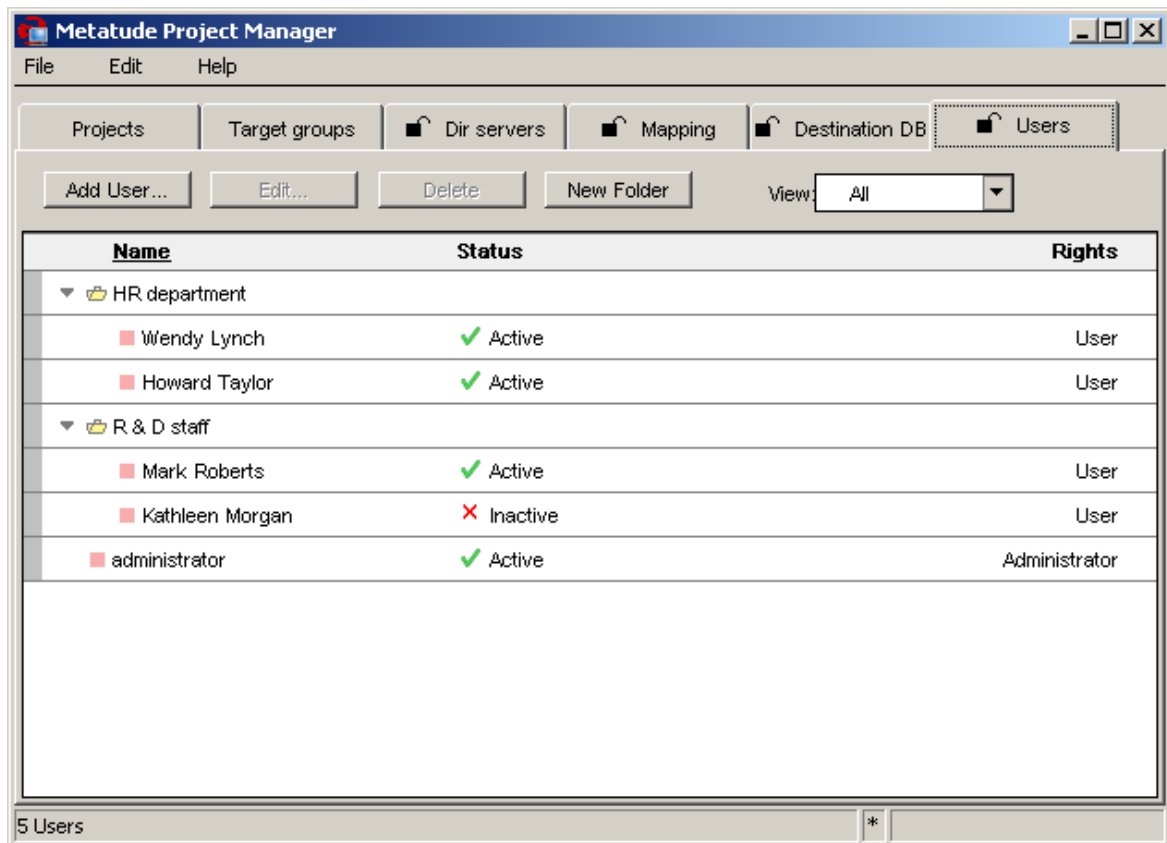 Metatude Project Manager
File Edit Help
Projects Target groups Dir servers Mapping Destination DB Users
Add User... Edit... Delete New Folder View: All
Name Status Rights
HR department
Wendy Lynch Active User
Howard Taylor Active User
R & D staff
Mark Roberts Active User
Kathleen Morgan Inactive User
administrator Active Administrator
5 Users *